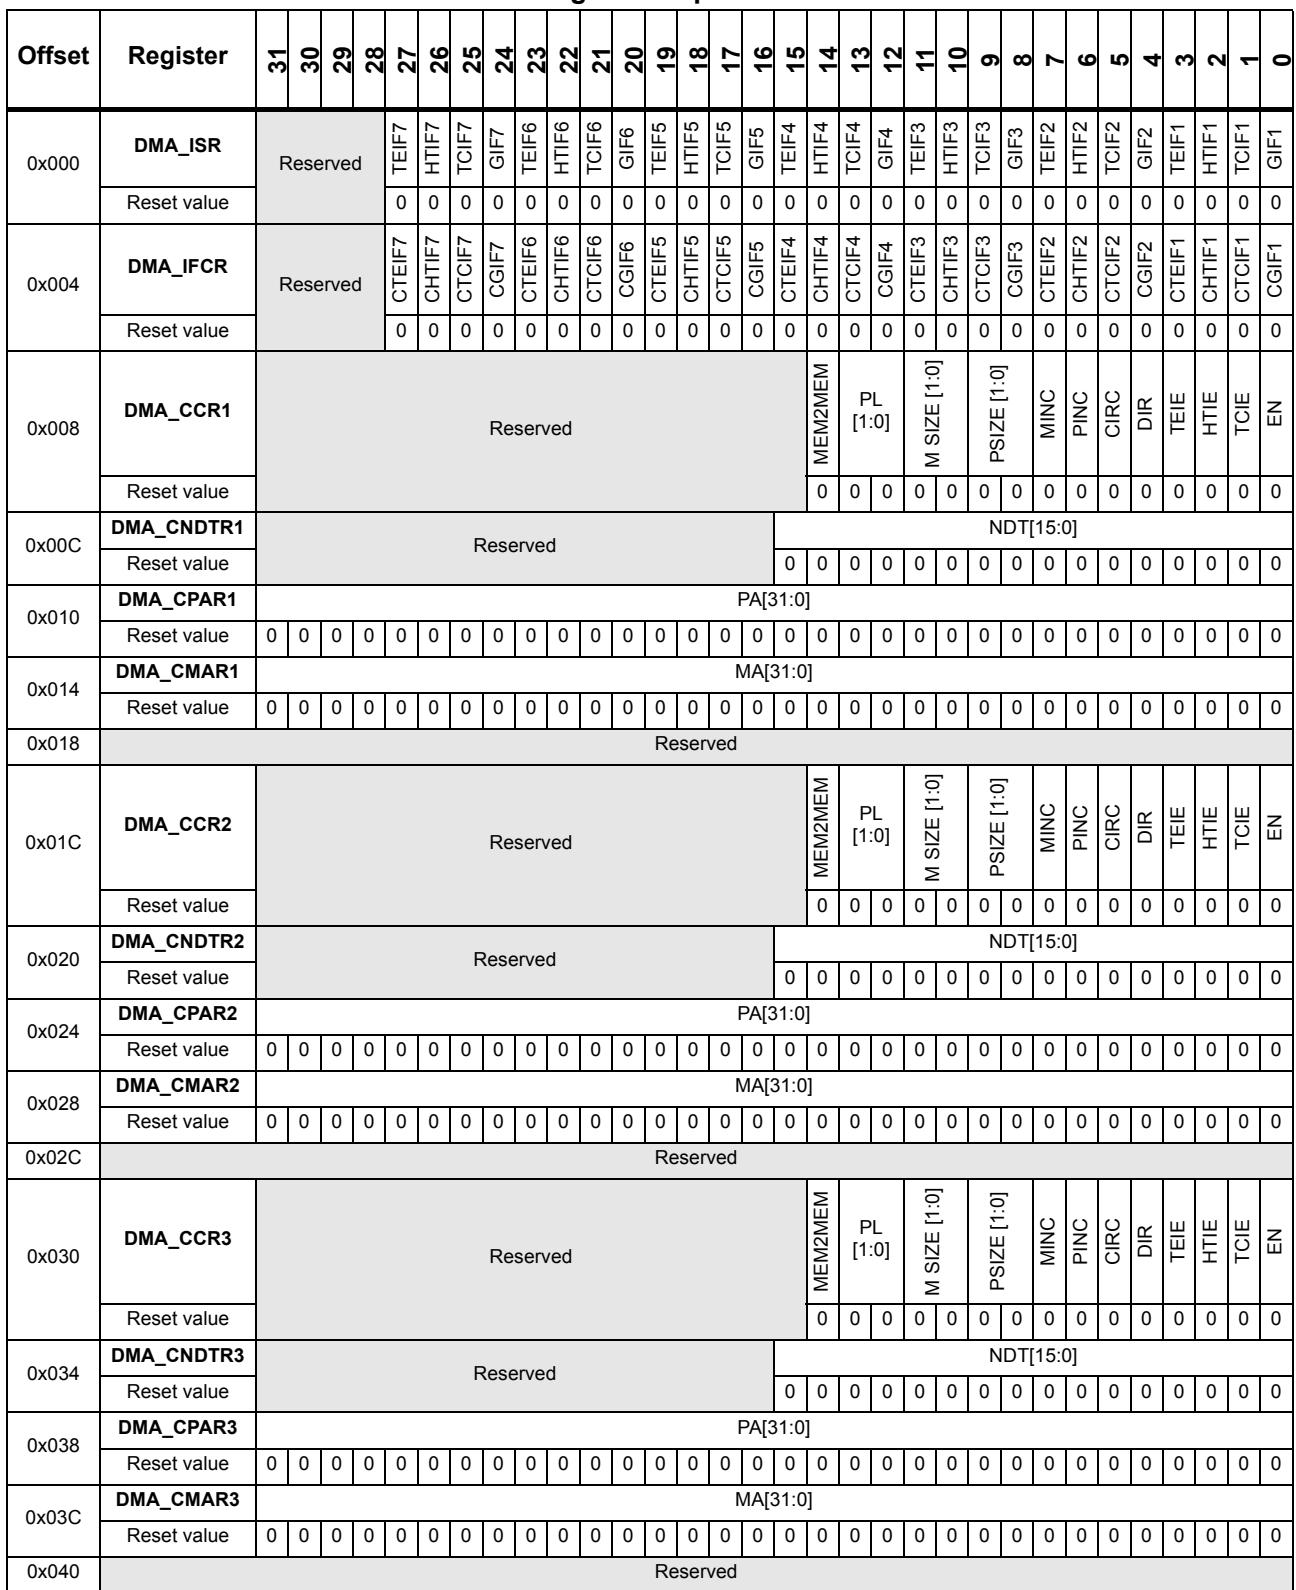 Offset Register 31 30 29 28 27 26 25 24 23 22 21 20 19 18 17 16 15 14 13 12 11 10 9 8 7 6 5 4 3 2 1 0
0x000 DMA_ISR Reserved TEIF7 HTIF7 TCIF7 GIF7 TEIF6 HTIF6 TCIF6 GIF6 TEIF5 HTIF5 TCIF5 GIF5 TEIF4 HTIF4 TCIF4 GIF4 TEIF3 HTIF3 TCIF3 GIF3 TEIF2 HTIF2 TCIF2 GIF2 TEIF1 HTIF1 TCIF1 GIF1
Reset value 0 0 0 0 0 0 0 0 0 0 0 0 0 0 0 0 0 0 0 0 0 0 0 0 0 0 0 0
0x004 DMA_IFCR Reserved CTEIF7 CHTIF7 CTCIF7 CGIF7 CTEIF6 CHTIF6 CTCIF6 CGIF6 CTEIF5 CHTIF5 CTCIF5 CGIF5 CTEIF4 CHTIF4 CTCIF4 CGIF4 CTEIF3 CHTIF3 CTCIF3 CGIF3 CTEIF2 CHTIF2 CTCIF2 CGIF2 CTEIF1 CHTIF1 CTCIF1 CGIF1
Reset value 0 0 0 0 0 0 0 0 0 0 0 0 0 0 0 0 0 0 0 0 0 0 0 0 0 0 0 0
0x008 DMA_CCR1 Reserved MEM2MEM PL [1:0] M SIZE [1:0] PSIZE [1:0] MINC PINC CIRC DIR TEIE HTIE TCIE EN
Reset value 0 0 0 0 0 0 0 0 0 0 0 0 0 0 0
0x00C DMA_CNDTR1 Reserved NDT[15:0]
Reset value 0 0 0 0 0 0 0 0 0 0 0 0 0 0 0 0
0x010 DMA_CPAR1 PA[31:0]
Reset value 0 0 0 0 0 0 0 0 0 0 0 0 0 0 0 0 0 0 0 0 0 0 0 0 0 0 0 0 0 0 0 0
0x014 DMA_CMAR1 MA[31:0]
Reset value 0 0 0 0 0 0 0 0 0 0 0 0 0 0 0 0 0 0 0 0 0 0 0 0 0 0 0 0 0 0 0 0
0x018 Reserved
0x01C DMA_CCR2 Reserved MEM2MEM PL [1:0] M SIZE [1:0] PSIZE [1:0] MINC PINC CIRC DIR TEIE HTIE TCIE EN
Reset value 0 0 0 0 0 0 0 0 0 0 0 0 0 0 0
0x020 DMA_CNDTR2 Reserved NDT[15:0]
Reset value 0 0 0 0 0 0 0 0 0 0 0 0 0 0 0 0
0x024 DMA_CPAR2 PA[31:0]
Reset value 0 0 0 0 0 0 0 0 0 0 0 0 0 0 0 0 0 0 0 0 0 0 0 0 0 0 0 0 0 0 0 0
0x028 DMA_CMAR2 MA[31:0]
Reset value 0 0 0 0 0 0 0 0 0 0 0 0 0 0 0 0 0 0 0 0 0 0 0 0 0 0 0 0 0 0 0 0
0x02C Reserved
0x030 DMA_CCR3 Reserved MEM2MEM PL [1:0] M SIZE [1:0] PSIZE [1:0] MINC PINC CIRC DIR TEIE HTIE TCIE EN
Reset value 0 0 0 0 0 0 0 0 0 0 0 0 0 0 0
0x034 DMA_CNDTR3 Reserved NDT[15:0]
Reset value 0 0 0 0 0 0 0 0 0 0 0 0 0 0 0 0
0x038 DMA_CPAR3 PA[31:0]
Reset value 0 0 0 0 0 0 0 0 0 0 0 0 0 0 0 0 0 0 0 0 0 0 0 0 0 0 0 0 0 0 0 0
0x03C DMA_CMAR3 MA[31:0]
Reset value 0 0 0 0 0 0 0 0 0 0 0 0 0 0 0 0 0 0 0 0 0 0 0 0 0 0 0 0 0 0 0 0
0x040 Reserved